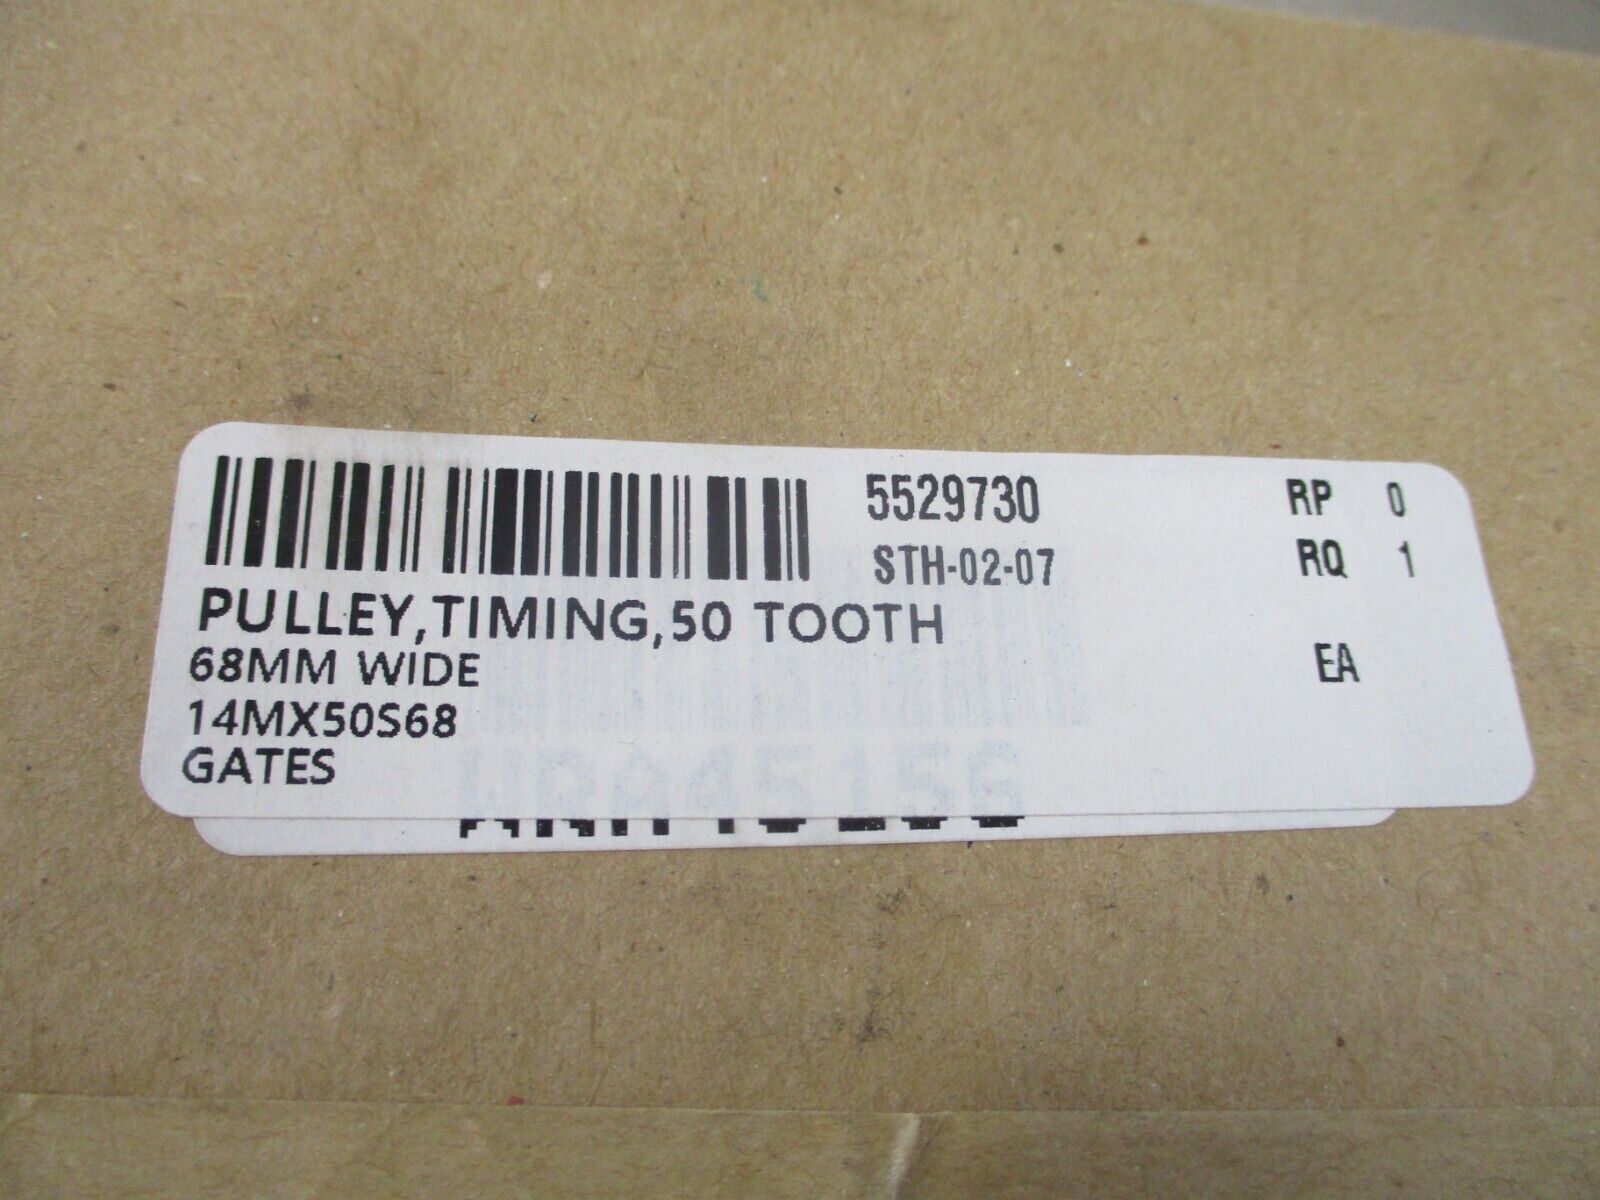 5529730 RP 0
STH-02-07 RQ 1
PULLEY,TIMING,50 TOOTH
68MM WIDE EA
14MX50S68
GATES